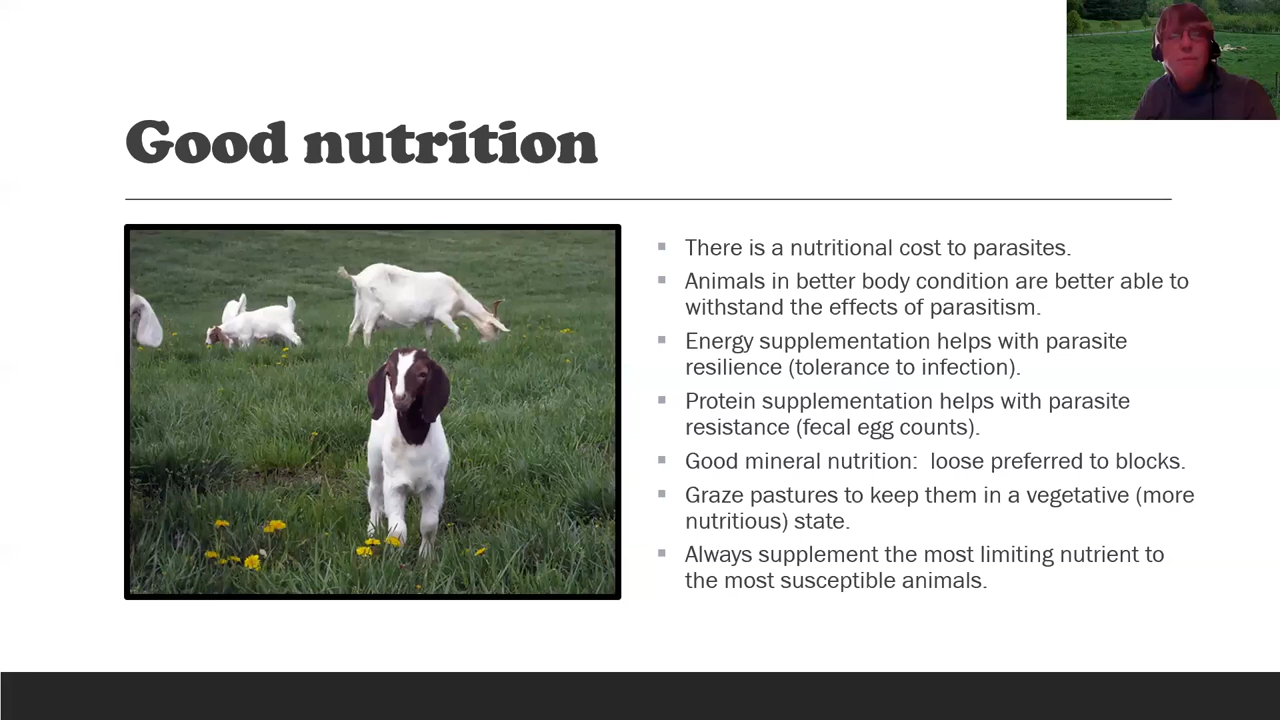 Good nutrition
There is a nutritional cost to parasites.
Animals in better body condition are better able to
withstand the effects of parasitism.
Energy supplementation helps with parasite
resilience (tolerance to infection).
Protein supplementation helps with parasite
resistance (fecal egg counts).
Good mineral nutrition:  loose preferred to blocks.
Graze pastures to keep them in a vegetative (more
nutritious) state.
Always supplement the most limiting nutrient to
the most susceptible animals.